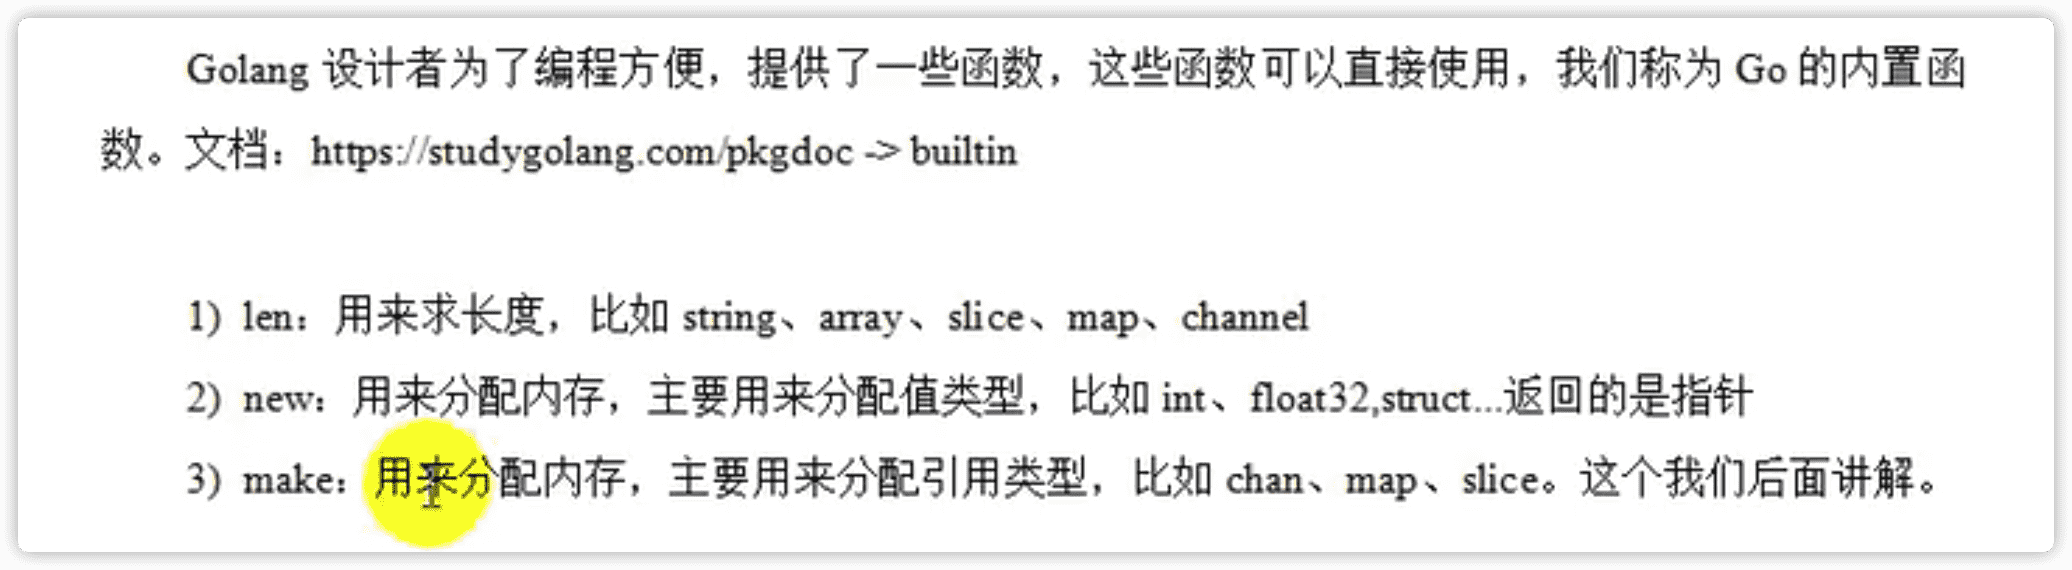 Golang 设计者为了编程方便，提供了一些函数，这些函数可以直接使用，我们称为 Go 的内置函
数。文档：https://studygolang.com/pkgdoc -> builtin
1) len：用来求长度，比如 string、array、slice、map、channel
2) new：用来分配内存，主要用来分配值类型，比如 int、float32,struct...返回的是指针
3) make：用来分配内存，主要用来分配引用类型，比如 chan、map、slice。这个我们后面讲解。